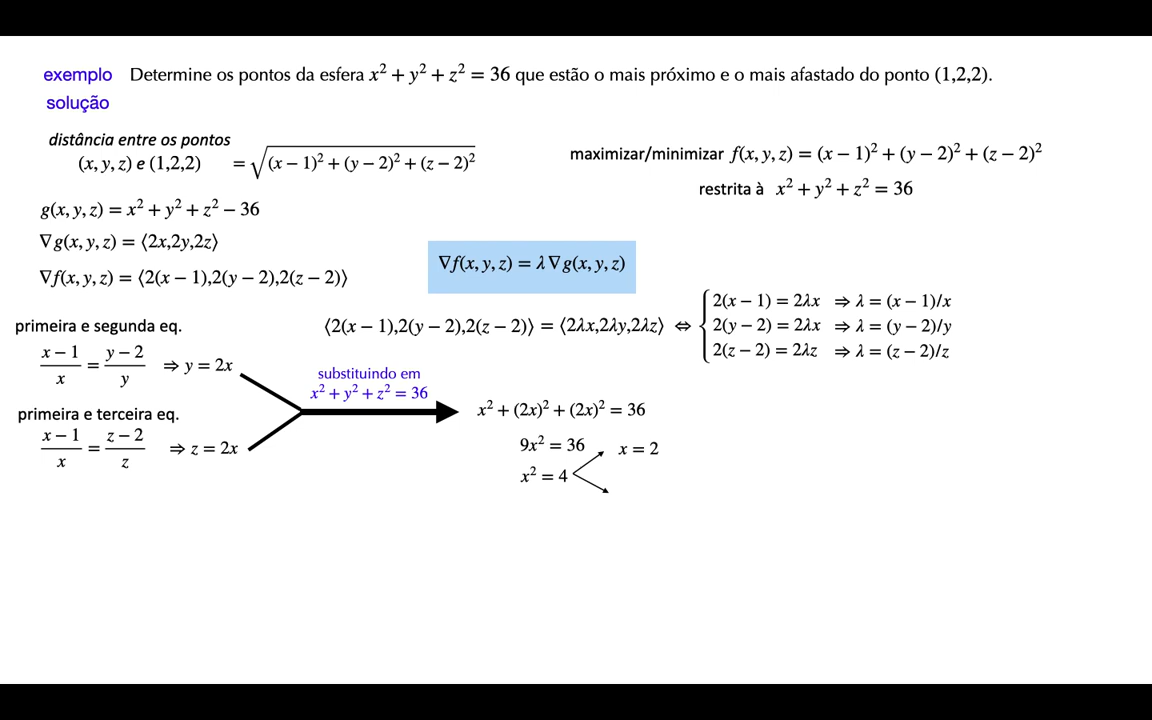 exemplo Determine os pontos da esfera x² + y² + z² = 36 que estão o mais próximo e o mais afastado do ponto (1,2,2).
solução
distância entre os pontos
(x, y, z) e (1,2,2) = √((x − 1)² + (y − 2)² + (z − 2)²)
maximizar/minimizar f(x, y, z) = (x − 1)² + (y − 2)² + (z − 2)²
restrita à x² + y² + z² = 36
g(x, y, z) = x² + y² + z² − 36
∇g(x, y, z) = ⟨2x,2y,2z⟩
∇f(x, y, z) = ⟨2(x − 1),2(y − 2),2(z − 2)⟩
∇f(x, y, z) = λ∇g(x, y, z)
⟨2(x − 1),2(y − 2),2(z − 2)⟩ = ⟨2λx,2λy,2λz⟩ ⇔
2(x − 1) = 2λx ⇒ λ = (x − 1)/x
2(y − 2) = 2λx ⇒ λ = (y − 2)/y
2(z − 2) = 2λz ⇒ λ = (z − 2)/z
primeira e segunda eq.
(x − 1)/x = (y − 2)/y ⇒ y = 2x
primeira e terceira eq.
(x − 1)/x = (z − 2)/z ⇒ z = 2x
substituindo em
x² + y² + z² = 36
x² + (2x)² + (2x)² = 36
9x² = 36
x² = 4
x = 2